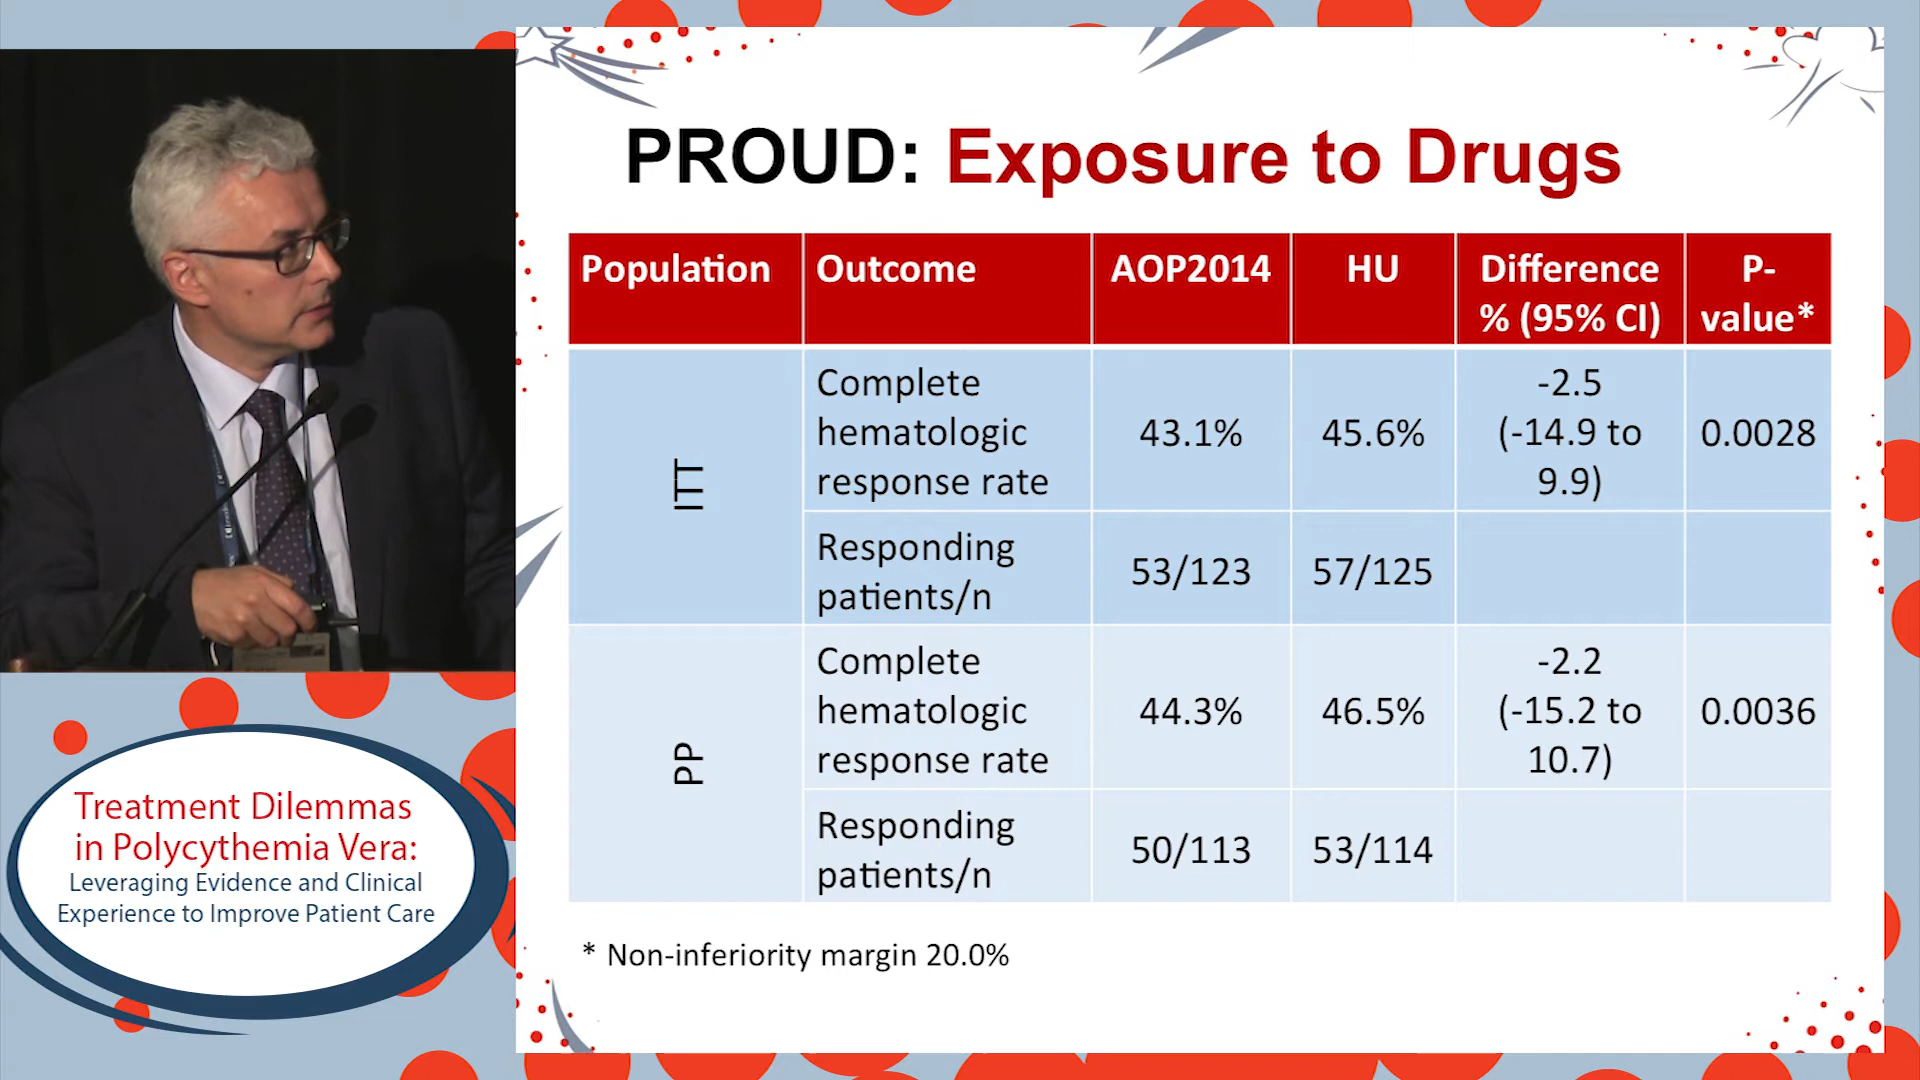 PROUD: Exposure to Drugs
Population Outcome AOP2014 HU Difference % (95% CI) P-value*
ITT
Complete hematologic response rate 43.1% 45.6% -2.5 (-14.9 to 9.9) 0.0028
Responding patients/n 53/123 57/125
PP
Complete hematologic response rate 44.3% 46.5% -2.2 (-15.2 to 10.7) 0.0036
Responding patients/n 50/113 53/114
* Non-inferiority margin 20.0%
Treatment Dilemmas
in Polycythemia Vera:
Leveraging Evidence and Clinical
Experience to Improve Patient Care